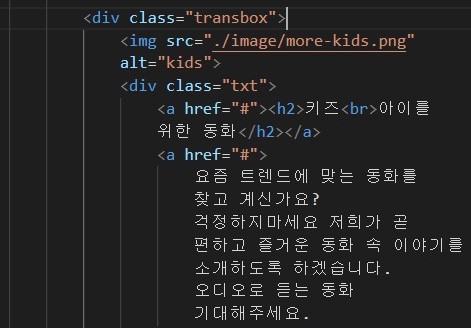 <div class="transbox">
<img src="./image/more-kids.png"
alt="kids">
<div class="txt">
<a href="#"><h2>키즈<br>아이를
위한 동화</h2></a>
<a href="#">
요즘 트렌드에 맞는 동화를
찾고 계신가요?
걱정하지마세요 저희가 곧
편하고 즐거운 동화 속 이야기를
소개하도록 하겠습니다.
오디오로 듣는 동화
기대해주세요.